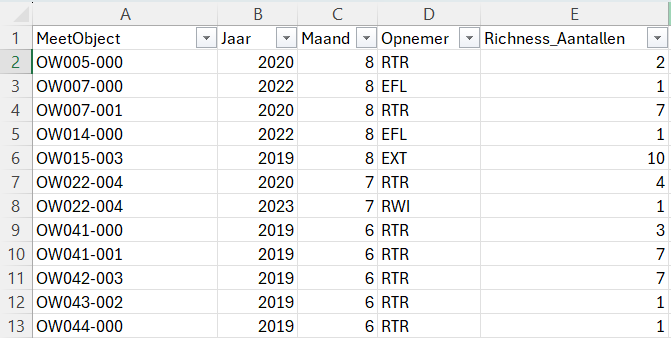 A B C D E
1 MeetObject Jaar Maand Opnemer Richness_Aantallen
2 OW005-000 2020 8 RTR 2
3 OW007-000 2022 8 EFL 1
4 OW007-001 2020 8 RTR 7
5 OW014-000 2022 8 EFL 1
6 OW015-003 2019 8 EXT 10
7 OW022-004 2020 7 RTR 4
8 OW022-004 2023 7 RWI 1
9 OW041-000 2019 6 RTR 3
10 OW041-001 2019 6 RTR 7
11 OW042-003 2019 6 RTR 7
12 OW043-002 2019 6 RTR 1
13 OW044-000 2019 6 RTR 1